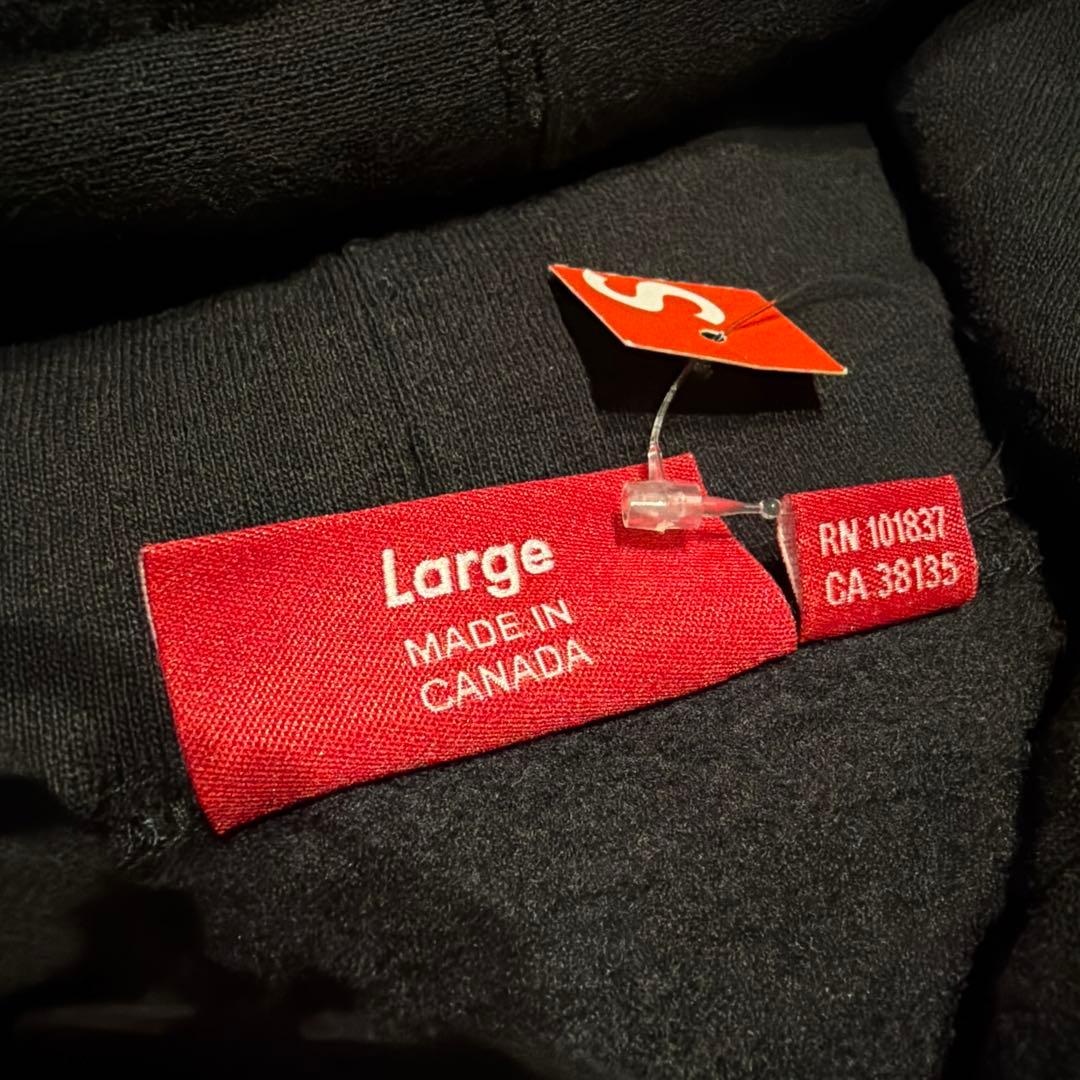 S
Large
MADE IN
CANADA
RN 101837
CA 38135